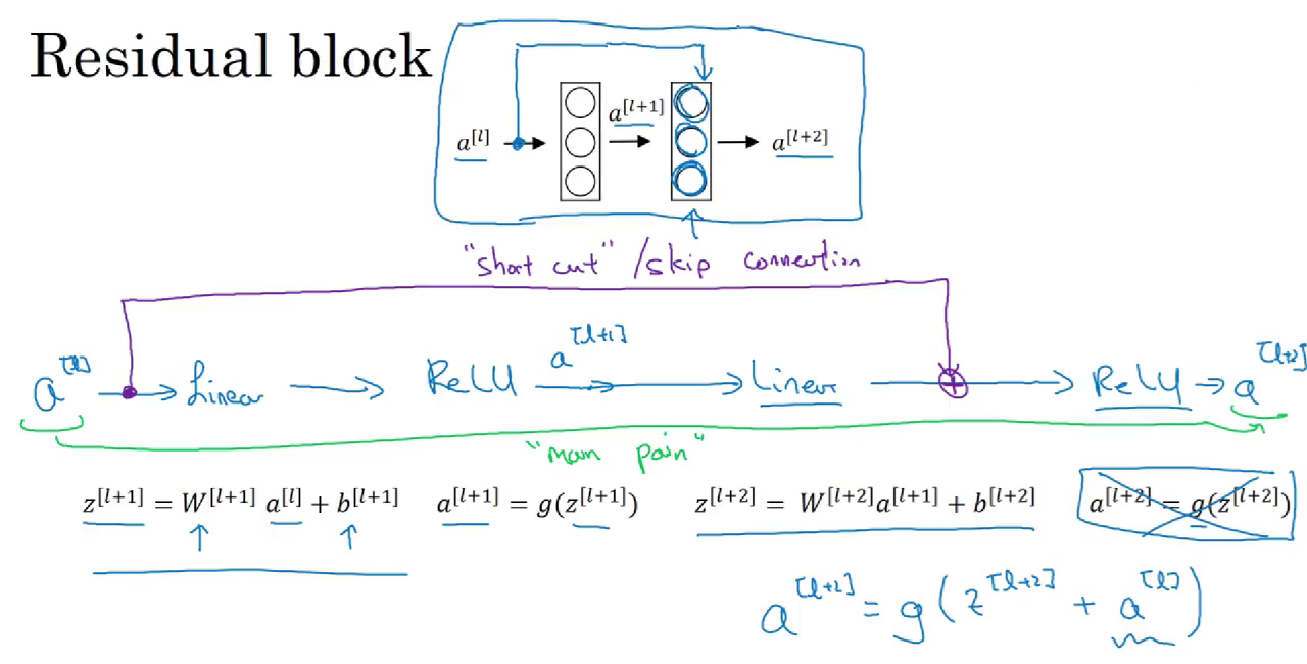 Residual block
a^[l] a^[l+1] a^[l+2]
"short cut" / skip connection
a^[l] → Linear → ReLU a^[l+1] → Linear → ReLU → a^[l+2]
"main path"
z^[l+1] = W^[l+1] a^[l] + b^[l+1] a^[l+1] = g(z^[l+1]) z^[l+2] = W^[l+2]a^[l+1] + b^[l+2] a^[l+2] = g(z^[l+2])
a^[l+2] = g(z^[l+2] + a^[l])